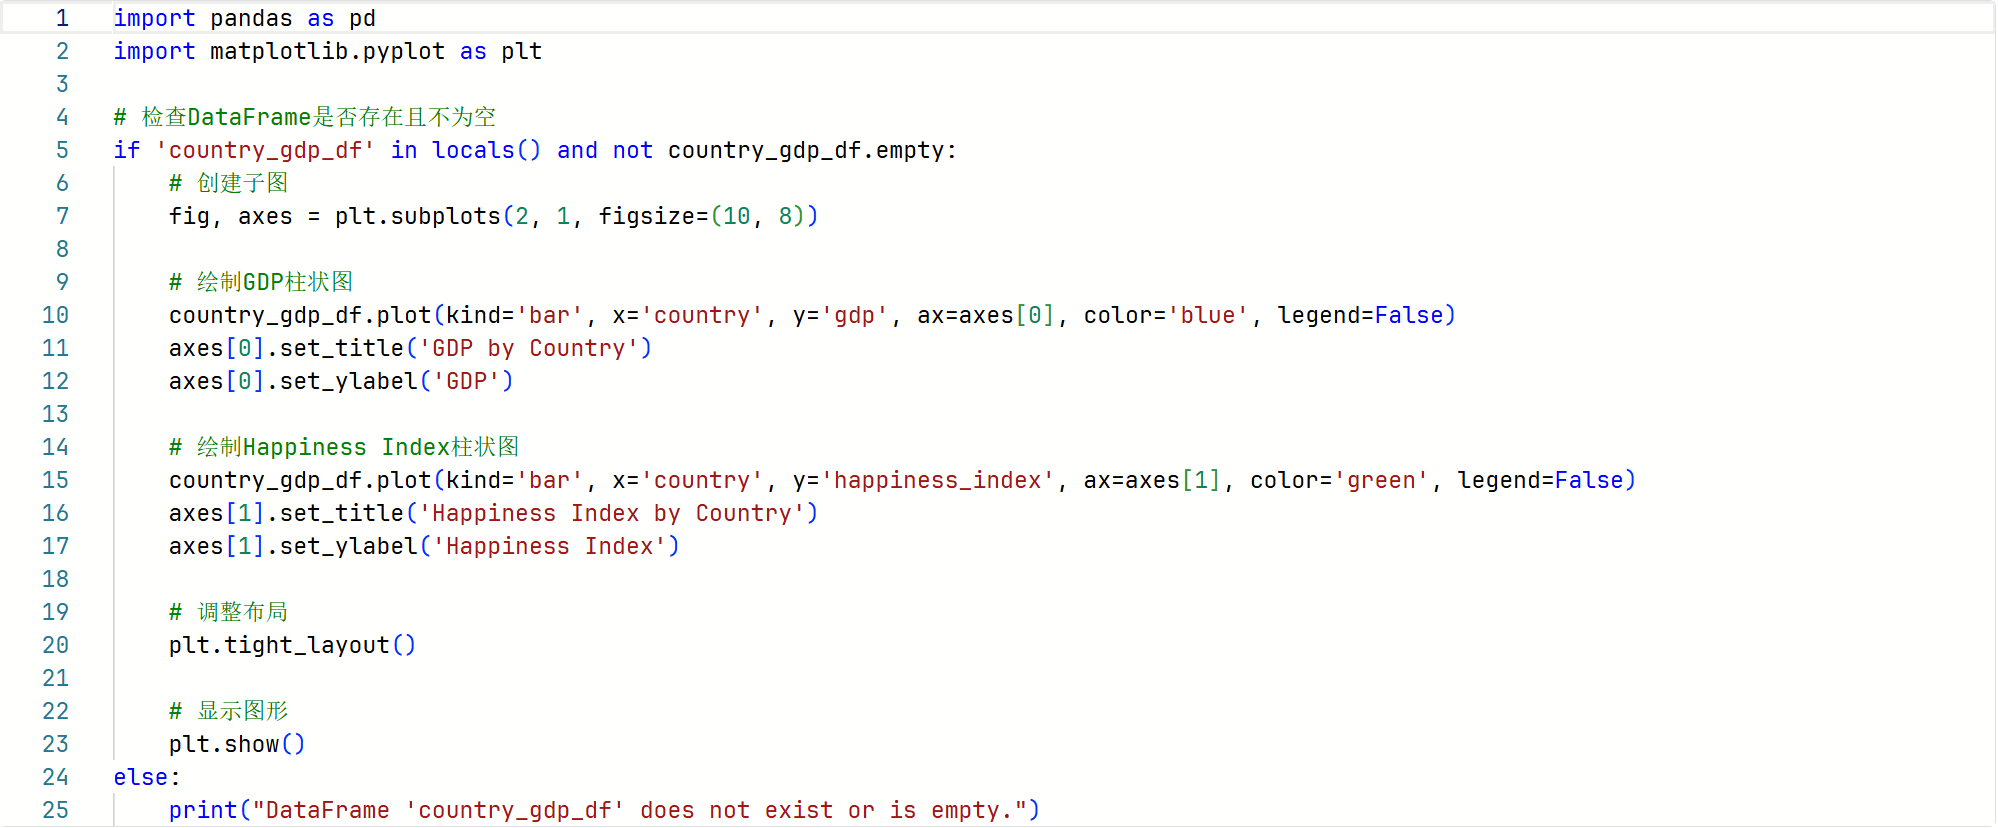 1 import pandas as pd
2 import matplotlib.pyplot as plt
3
4 # 检查DataFrame是否存在且不为空
5 if 'country_gdp_df' in locals() and not country_gdp_df.empty:
6     # 创建子图
7     fig, axes = plt.subplots(2, 1, figsize=(10, 8))
8
9     # 绘制GDP柱状图
10     country_gdp_df.plot(kind='bar', x='country', y='gdp', ax=axes[0], color='blue', legend=False)
11     axes[0].set_title('GDP by Country')
12     axes[0].set_ylabel('GDP')
13
14     # 绘制Happiness Index柱状图
15     country_gdp_df.plot(kind='bar', x='country', y='happiness_index', ax=axes[1], color='green', legend=False)
16     axes[1].set_title('Happiness Index by Country')
17     axes[1].set_ylabel('Happiness Index')
18
19     # 调整布局
20     plt.tight_layout()
21
22     # 显示图形
23     plt.show()
24 else:
25     print("DataFrame 'country_gdp_df' does not exist or is empty.")